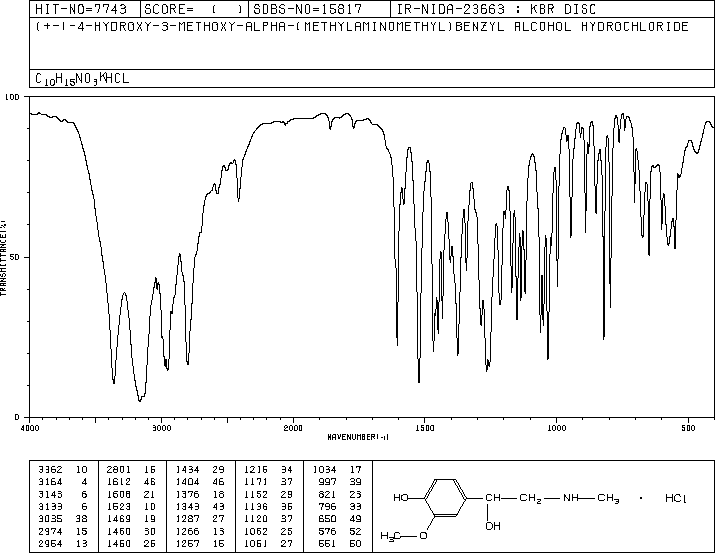 HIT-NO=7743 SCORE= ( ) SDBS-NO=15817 IR-NIDA-23663 : KBR DISC
(+-)-4-HYDROXY-3-METHOXY-ALPHA-(METHYLAMINOMETHYL)BENZYL ALCOHOL HYDROCHLORIDE
C10H15NO3 HCL
100
50
0
TRANSMITTANCE(%)
4000 3000 2000 1500 1000 500
WAVENUMBER(-1)
3362 10 2801 16 1434 29 1216 34 1034 17
3164 4 1612 46 1404 46 1171 37 997 39
3143 6 1608 21 1376 18 1152 29 821 23
3133 6 1523 10 1343 43 1136 36 796 33
3035 38 1469 19 1287 27 1120 37 650 49
2974 15 1460 30 1266 13 1062 25 576 52
2954 13 1450 26 1257 15 1051 27 551 50
HO CH CH2 NH CH3 · HCl
OH
H3C O